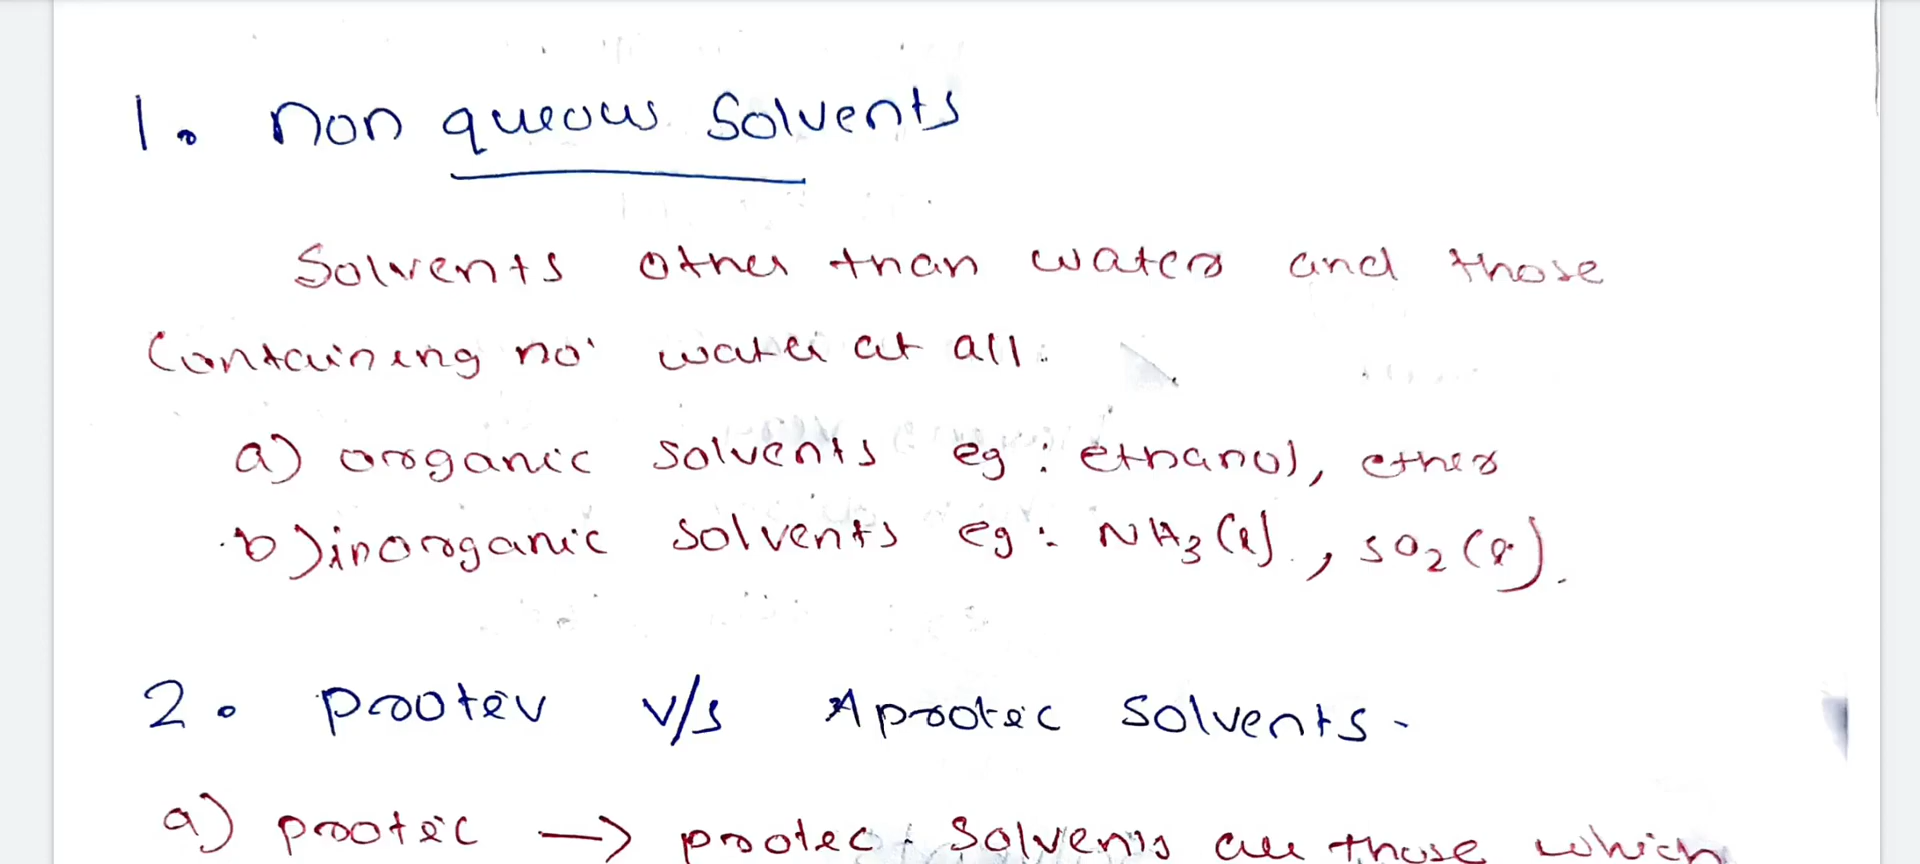 1. Non queous Solvents
Solvents other than water and those
Containing no water at all.
a) organic solvents eg: ethanol, ether
b) inorganic solvents eg: NH3(l), SO2(l).
2. protic v/s Aprotic solvents.
a) protic → protic solvents are those which